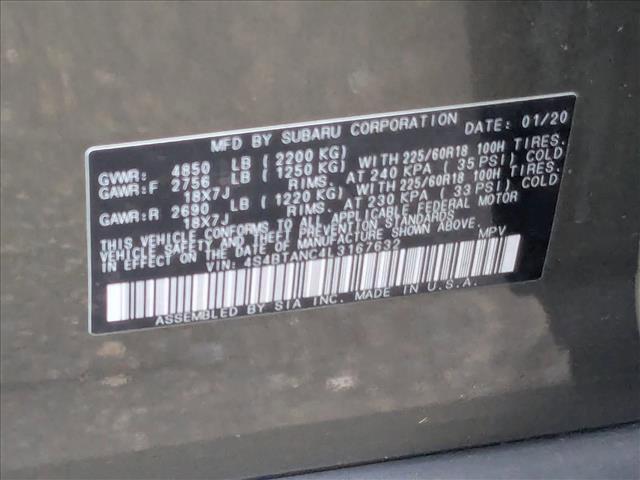 MFD BY SUBARU CORPORATION DATE: 01/20
GVWR: 4850 LB (2200 KG)
GAWR:F 2756 LB (1250 KG) WITH 225/60R18 100H TIRES.
18X7J RIMS. AT 240 KPA (35 PSI) COLD
GAWR:R 2690 LB (1220 KG) WITH 225/60R18 100H TIRES.
18X7J RIMS. AT 230 KPA (33 PSI) COLD
THIS VEHICLE CONFORMS TO ALL APPLICABLE FEDERAL MOTOR
VEHICLE SAFETY AND BUMPER STANDARDS
IN EFFECT ON THE DATE OF MANUFACTURE SHOWN ABOVE.
VIN: 4S4BTANC4L3167632 MPV
ASSEMBLED BY SIA INC. MADE IN U.S.A.